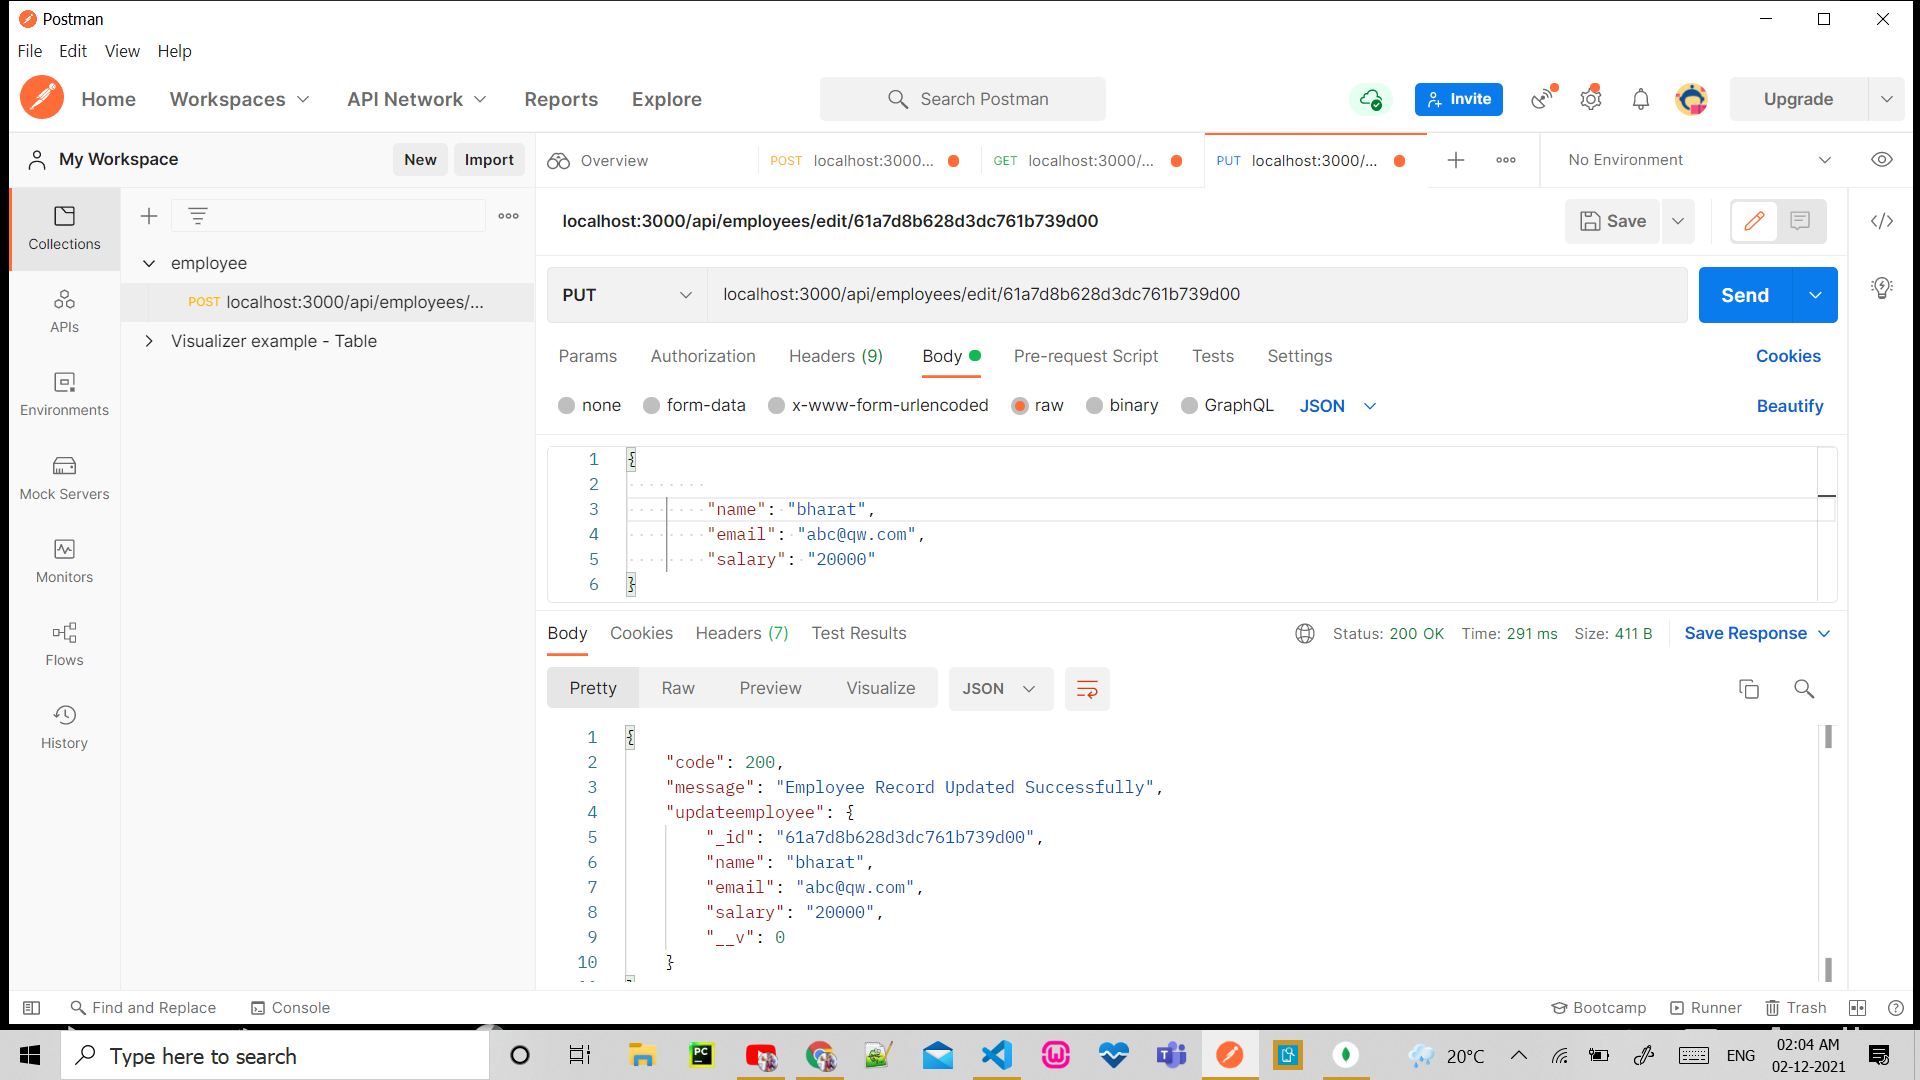 Postman
File Edit View Help
Home Workspaces API Network Reports Explore Search Postman Invite Upgrade
My Workspace New Import Overview POST localhost:3000... GET localhost:3000/... PUT localhost:3000/... No Environment
Collections
APIs
Environments
Mock Servers
Monitors
Flows
History
employee
POST localhost:3000/api/employees/...
Visualizer example - Table
localhost:3000/api/employees/edit/61a7d8b628d3dc761b739d00 Save
PUT localhost:3000/api/employees/edit/61a7d8b628d3dc761b739d00 Send
Params Authorization Headers (9) Body Pre-request Script Tests Settings Cookies
none form-data x-www-form-urlencoded raw binary GraphQL JSON Beautify
1 {
2
3 "name": "bharat",
4 "email": "abc@qw.com",
5 "salary": "20000"
6 }
Body Cookies Headers (7) Test Results Status: 200 OK Time: 291 ms Size: 411 B Save Response
Pretty Raw Preview Visualize JSON
1 {
2 "code": 200,
3 "message": "Employee Record Updated Successfully",
4 "updateemployee": {
5 "_id": "61a7d8b628d3dc761b739d00",
6 "name": "bharat",
7 "email": "abc@qw.com",
8 "salary": "20000",
9 "__v": 0
10 }
Find and Replace Console Bootcamp Runner Trash
Type here to search PC 20°C ENG 02:04 AM
02-12-2021